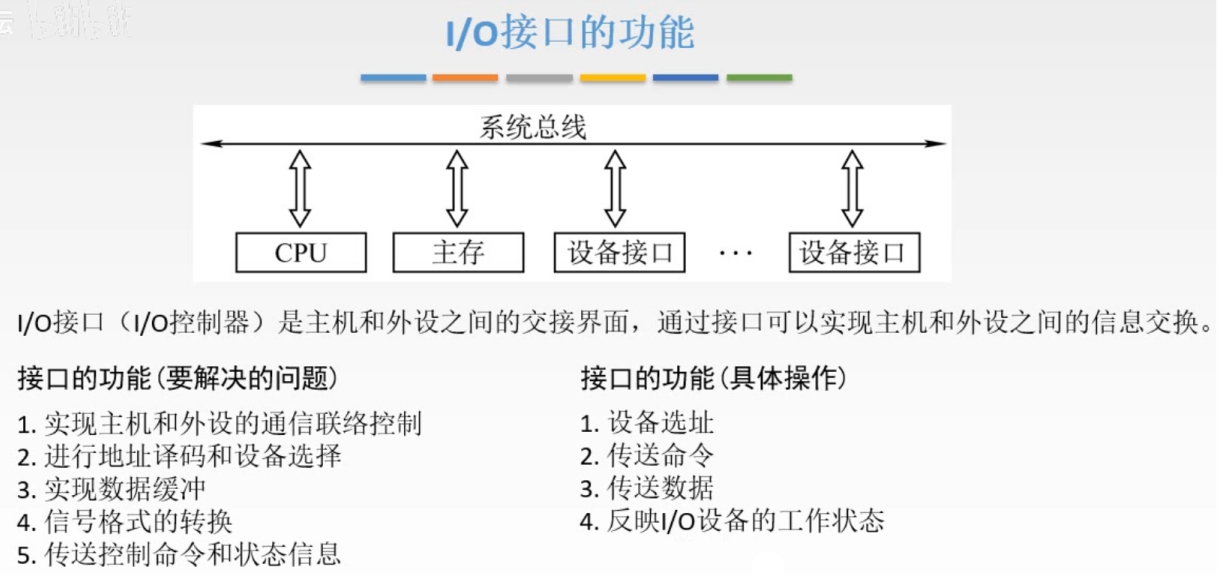 I/O接口的功能
系统总线
CPU
主存
设备接口
···
设备接口
I/O接口（I/O控制器）是主机和外设之间的交接界面，通过接口可以实现主机和外设之间的信息交换。
接口的功能(要解决的问题)
1. 实现主机和外设的通信联络控制
2. 进行地址译码和设备选择
3. 实现数据缓冲
4. 信号格式的转换
5. 传送控制命令和状态信息
接口的功能(具体操作)
1. 设备选址
2. 传送命令
3. 传送数据
4. 反映I/O设备的工作状态